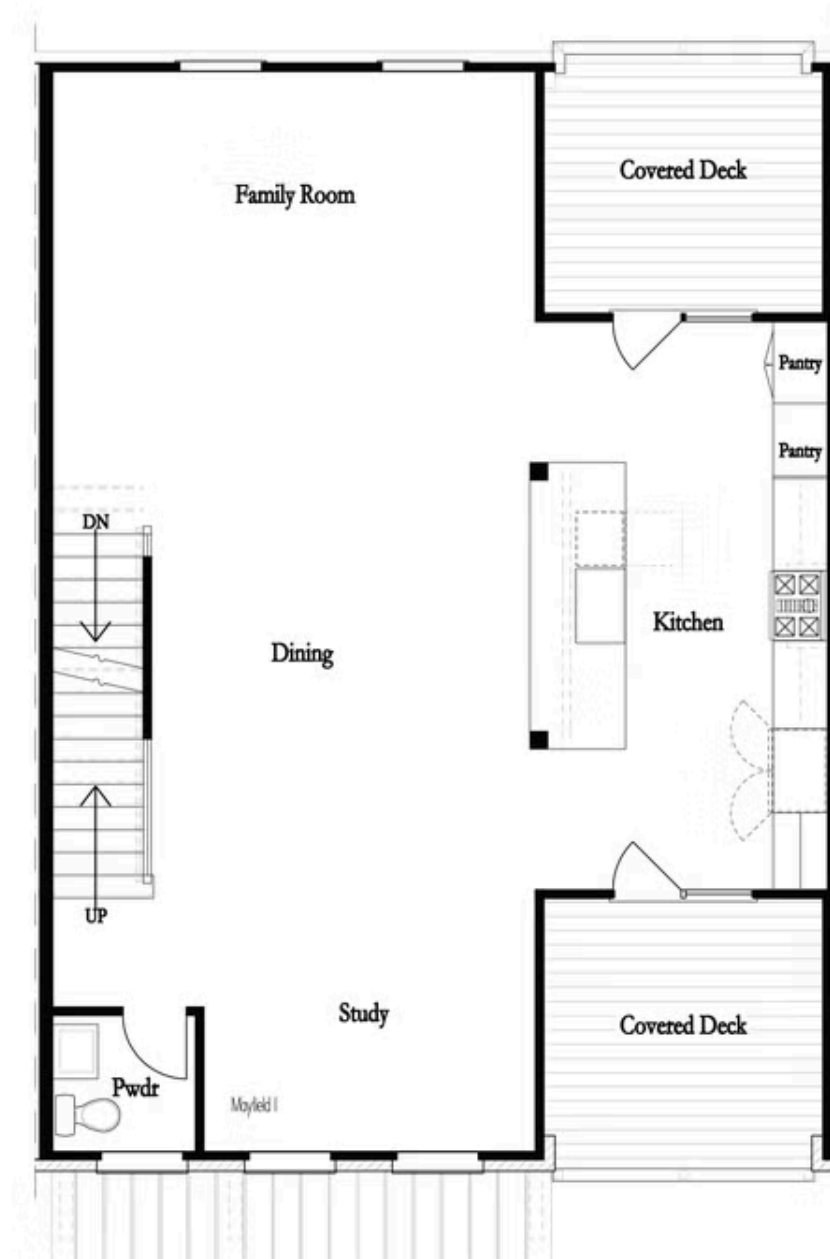 Covered Deck
Family Room
Pantry
Pantry
DN
Kitchen
Dining
UP
Study
Covered Deck
Pwdr
Mayfield I